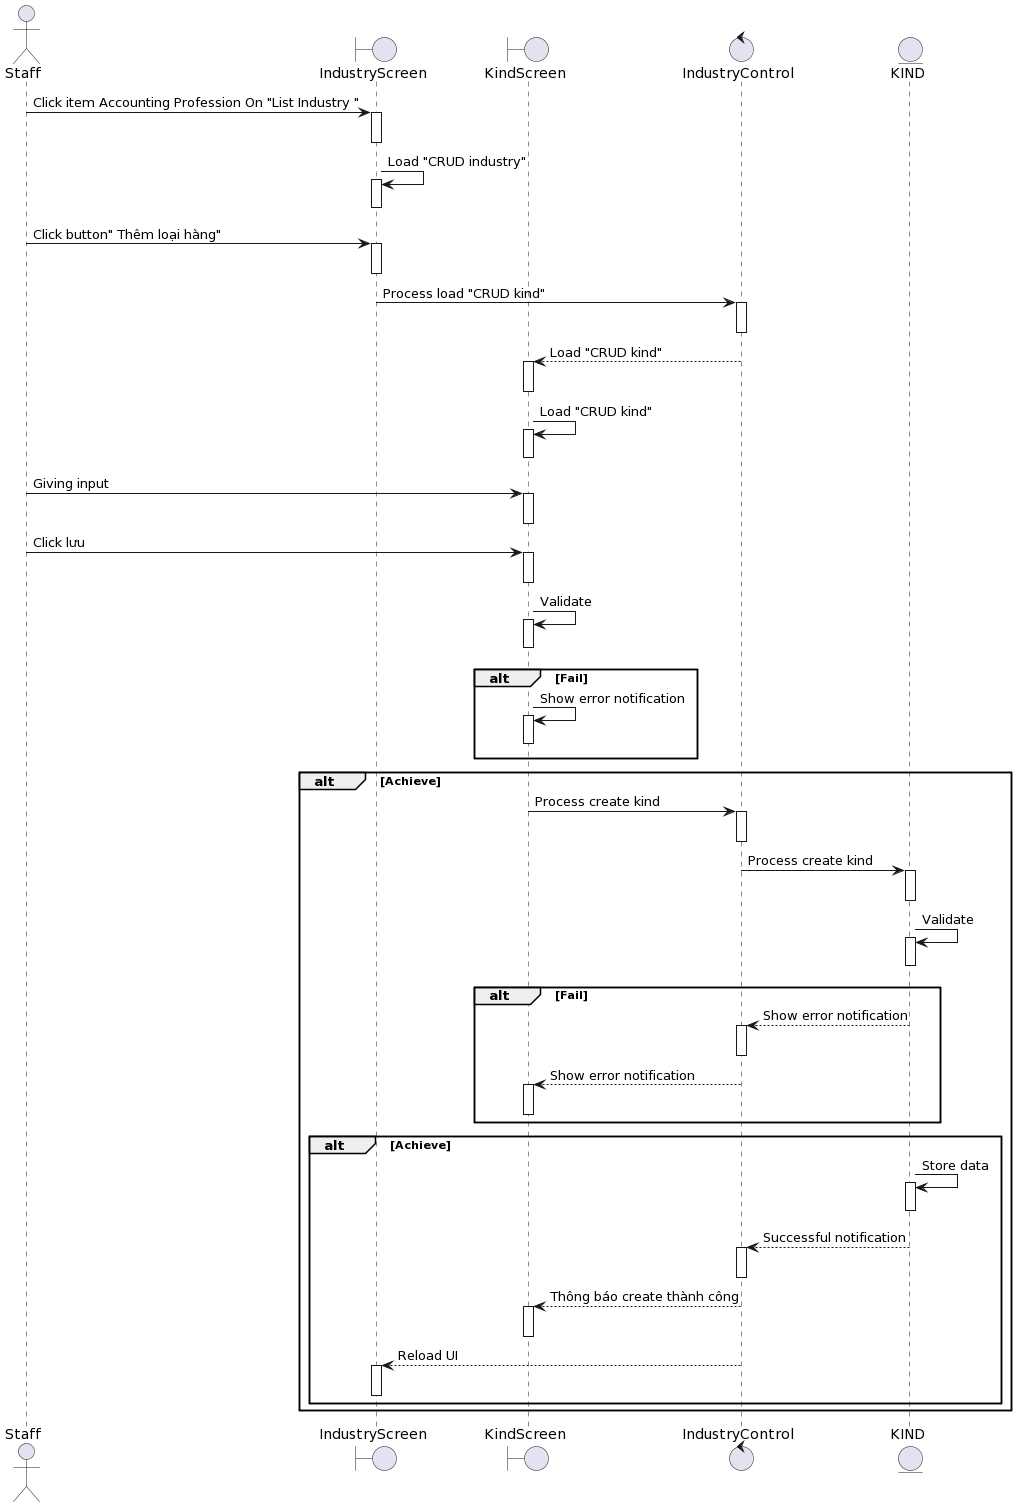 Staff
IndustryScreen
KindScreen
IndustryControl
KIND
Click item Accounting Profession On "List Industry "
Load "CRUD industry"
Click button" Thêm loại hàng"
Process load "CRUD kind"
Load "CRUD kind"
Load "CRUD kind"
Giving input
Click lưu
Validate
alt [Fail]
Show error notification
alt [Achieve]
Process create kind
Process create kind
Validate
alt [Fail]
Show error notification
Show error notification
alt [Achieve]
Store data
Successful notification
Thông báo create thành công
Reload UI
Staff
IndustryScreen
KindScreen
IndustryControl
KIND